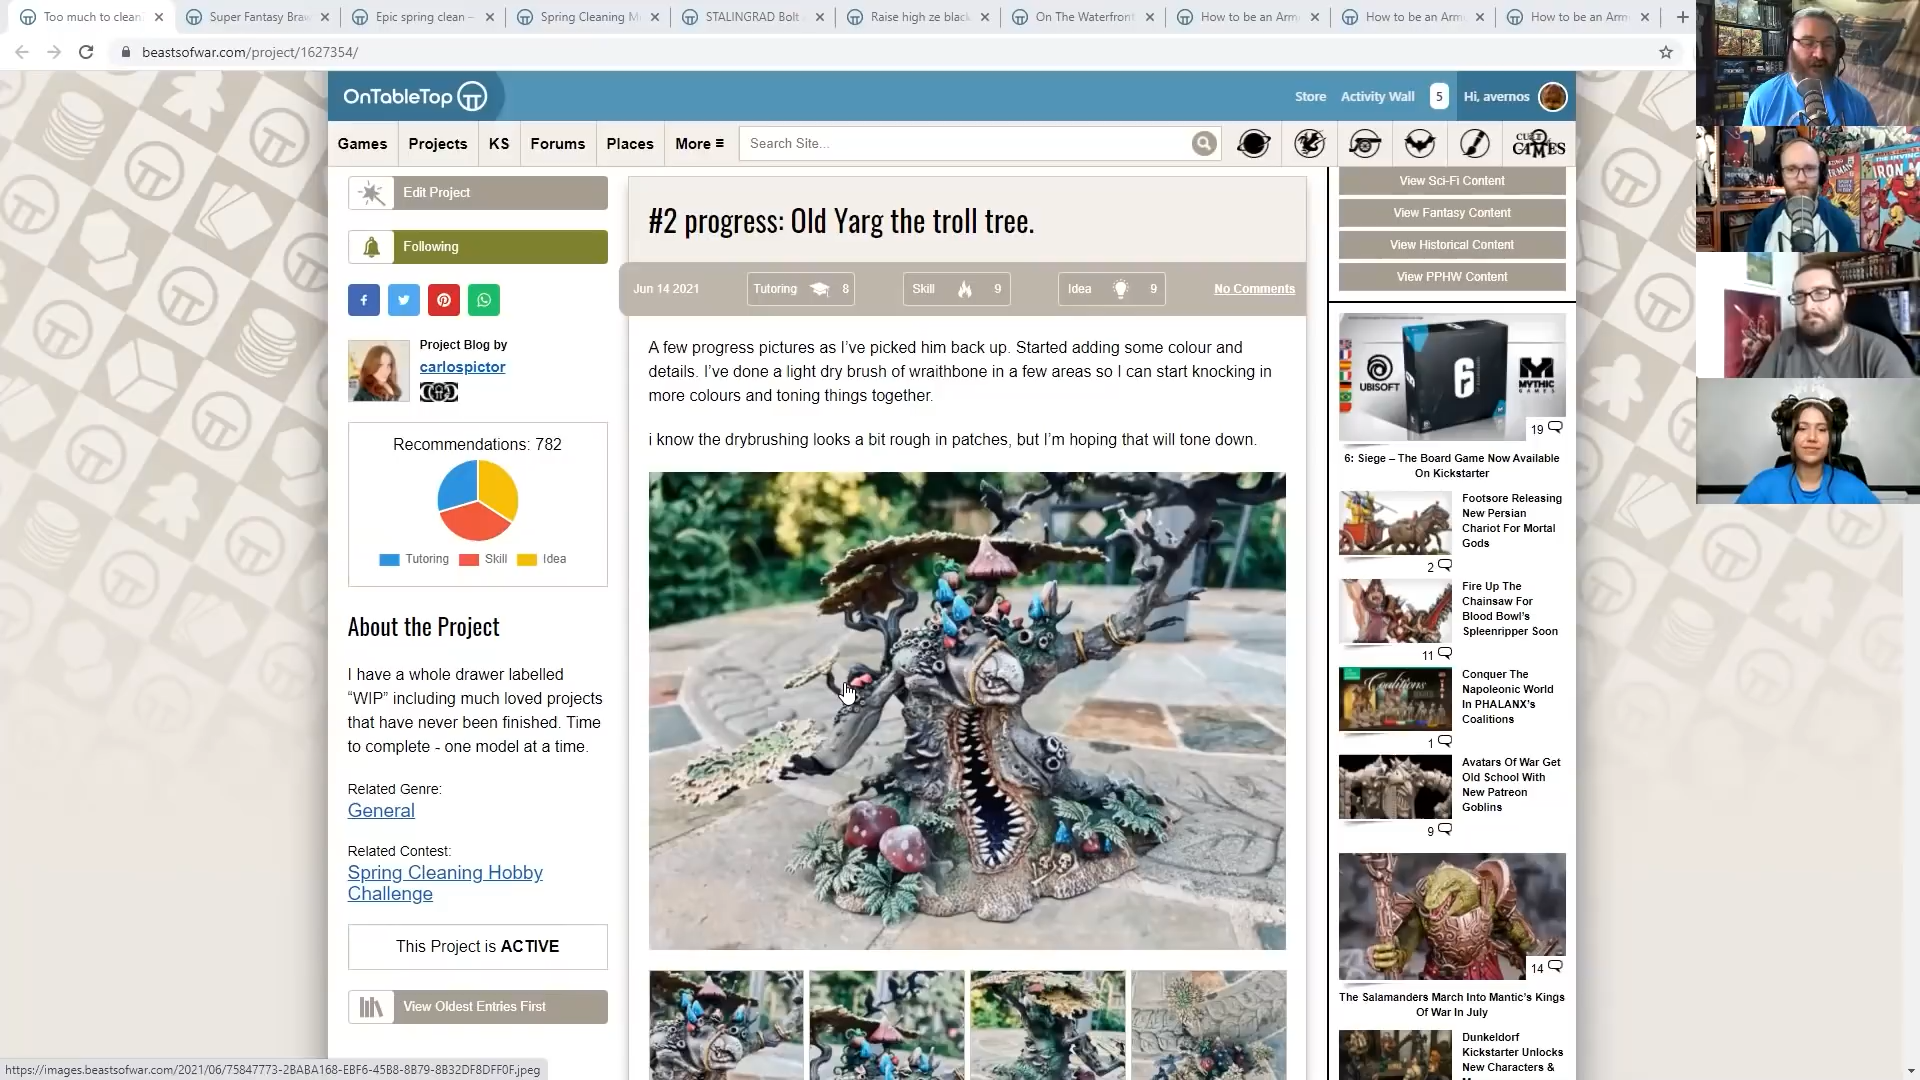 Too much to clean
Super Fantasy Braw
Epic spring clean –
Spring Cleaning M
STALINGRAD Bolt
Raise high ze black
On The Waterfront
How to be an Arm
How to be an Arm
How to be an Arm
beastsofwar.com/project/1627354/
OnTableTop
Store
Activity Wall
5
Hi, avernos
Games
Projects
KS
Forums
Places
More ≡
Search Site...
CULT OF GAMES
Edit Project
Following
Project Blog by
carlospictor
Recommendations: 782
Tutoring
Skill
Idea
About the Project
I have a whole drawer labelled
“WIP” including much loved projects
that have never been finished. Time
to complete - one model at a time.
Related Genre:
General
Related Contest:
Spring Cleaning Hobby
Challenge
This Project is ACTIVE
View Oldest Entries First
#2 progress: Old Yarg the troll tree.
Jun 14 2021
Tutoring 8
Skill 9
Idea 9
No Comments
A few progress pictures as I’ve picked him back up. Started adding some colour and
details. I’ve done a light dry brush of wraithbone in a few areas so I can start knocking in
more colours and toning things together.
i know the drybrushing looks a bit rough in patches, but I’m hoping that will tone down.
View Sci-Fi Content
View Fantasy Content
View Historical Content
View PPHW Content
UBISOFT
6
MYTHIC
GAMES
19
6: Siege – The Board Game Now Available
On Kickstarter
Footsore Releasing
New Persian
Chariot For Mortal
Gods
2
Fire Up The
Chainsaw For
Blood Bowl’s
Spleenripper Soon
11
Coalitions
Conquer The
Napoleonic World
In PHALANX’s
Coalitions
1
Avatars Of War Get
Old School With
New Patreon
Goblins
9
14
The Salamanders March Into Mantic’s Kings
Of War In July
Dunkeldorf
Kickstarter Unlocks
New Characters &
IRON M
https://images.beastsofwar.com/2021/06/75847773-2BABA168-EBF6-45B8-8B79-8B32DF8DFF0F.jpeg